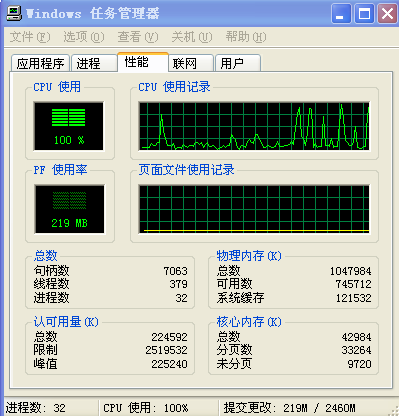 Windows 任务管理器
文件(F) 选项(O) 查看(V) 关机(U) 帮助(H)
应用程序 进程 性能 联网 用户
CPU 使用 CPU 使用记录
100 %
PF 使用率 页面文件使用记录
219 MB
总数 物理内存(K)
句柄数 7063 总数 1047984
线程数 379 可用数 745712
进程数 32 系统缓存 121532
认可用量(K) 核心内存(K)
总数 224592 总数 42984
限制 2519532 分页数 33264
峰值 225240 未分页 9720
进程数: 32 CPU 使用: 100% 提交更改: 219M / 2460M